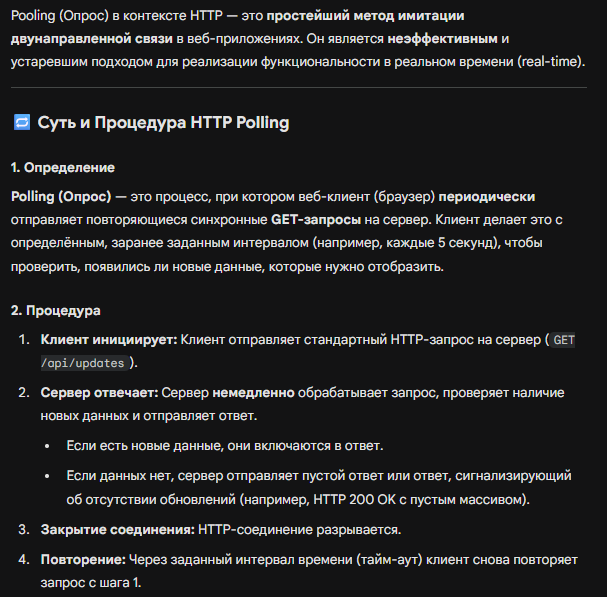 Pooling (Опрос) в контексте HTTP — это простейший метод имитации
двунаправленной связи в веб-приложениях. Он является неэффективным и
устаревшим подходом для реализации функциональности в реальном времени (real-time).
Суть и Процедура HTTP Polling
1. Определение
Polling (Опрос) — это процесс, при котором веб-клиент (браузер) периодически
отправляет повторяющиеся синхронные GET-запросы на сервер. Клиент делает это с
определённым, заранее заданным интервалом (например, каждые 5 секунд), чтобы
проверить, появились ли новые данные, которые нужно отобразить.
2. Процедура
1. Клиент инициирует: Клиент отправляет стандартный HTTP-запрос на сервер ( GET
/api/updates ).
2. Сервер отвечает: Сервер немедленно обрабатывает запрос, проверяет наличие
новых данных и отправляет ответ.
• Если есть новые данные, они включаются в ответ.
• Если данных нет, сервер отправляет пустой ответ или ответ, сигнализирующий
об отсутствии обновлений (например, HTTP 200 OK с пустым массивом).
3. Закрытие соединения: HTTP-соединение разрывается.
4. Повторение: Через заданный интервал времени (тайм-аут) клиент снова повторяет
запрос с шага 1.